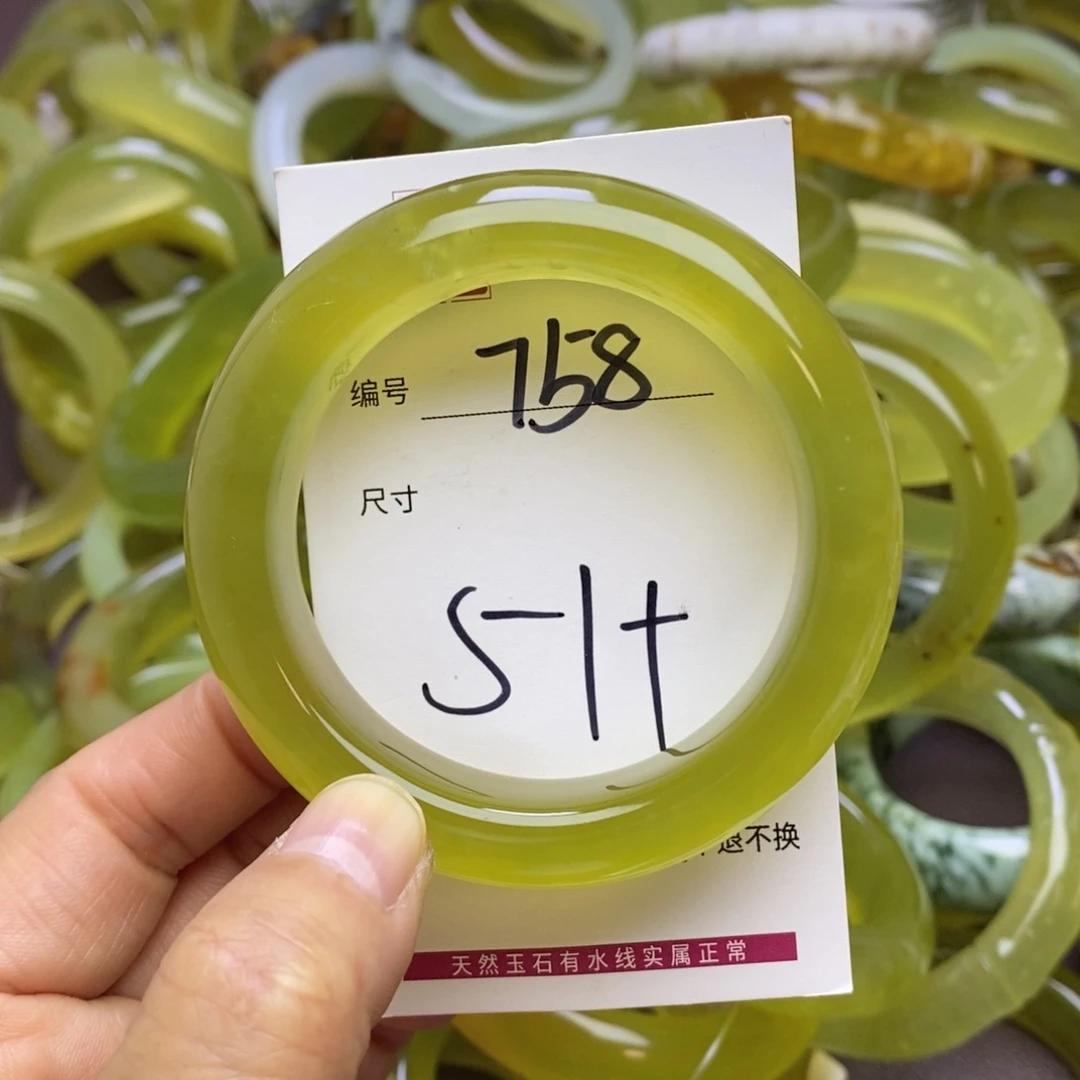 编号 758
尺寸
51+
退不换
天然玉石有水线实属正常